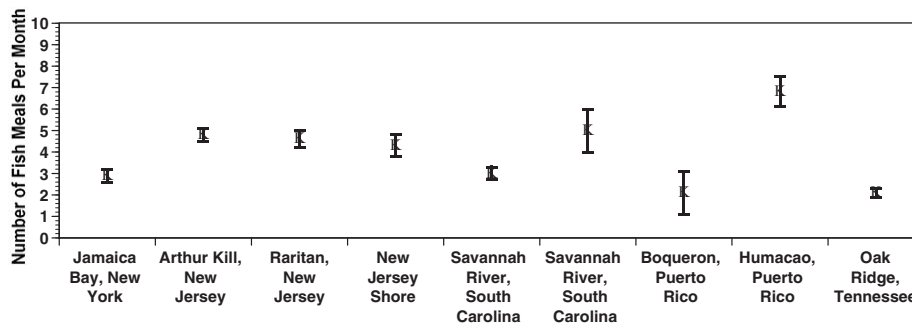 Number of Fish Meals Per Month
10
9
8
7
6
5
4
3
2
1
0
K
K
K
K
K
K
K
K
K
Jamaica
Bay, New
York
Arthur Kill,
New
Jersey
Raritan,
New
Jersey
New
Jersey
Shore
Savannah
River,
South
Carolina
Savannah
River,
South
Carolina
Boqueron,
Puerto
Rico
Humacao,
Puerto
Rico
Oak
Ridge,
Tennessee